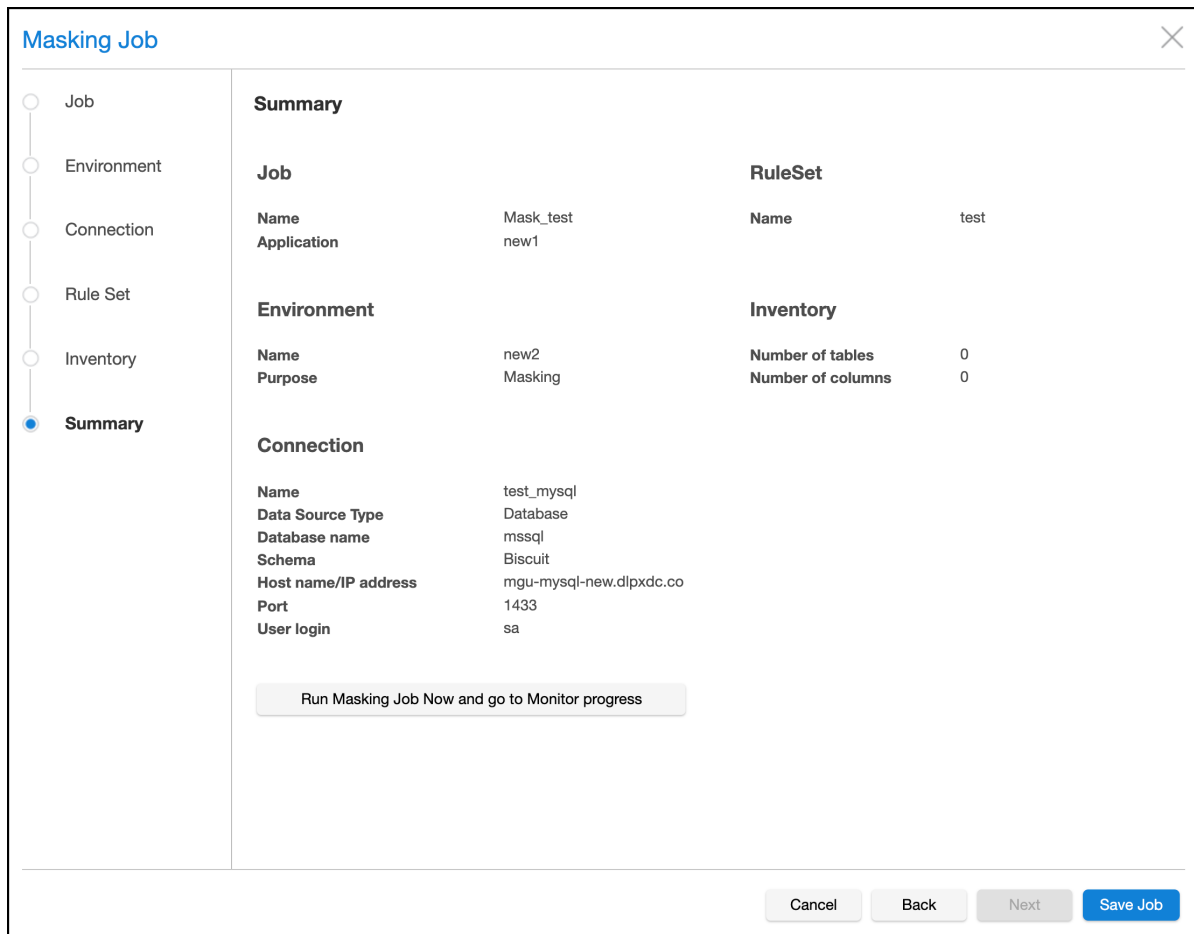 Masking Job
Job
Environment
Connection
Rule Set
Inventory
Summary
Summary
Job
Name Mask_test
Application new1
RuleSet
Name test
Environment
Name new2
Purpose Masking
Inventory
Number of tables 0
Number of columns 0
Connection
Name test_mysql
Data Source Type Database
Database name mssql
Schema Biscuit
Host name/IP address mgu-mysql-new.dlpxdc.co
Port 1433
User login sa
Run Masking Job Now and go to Monitor progress
Cancel Back Next Save Job